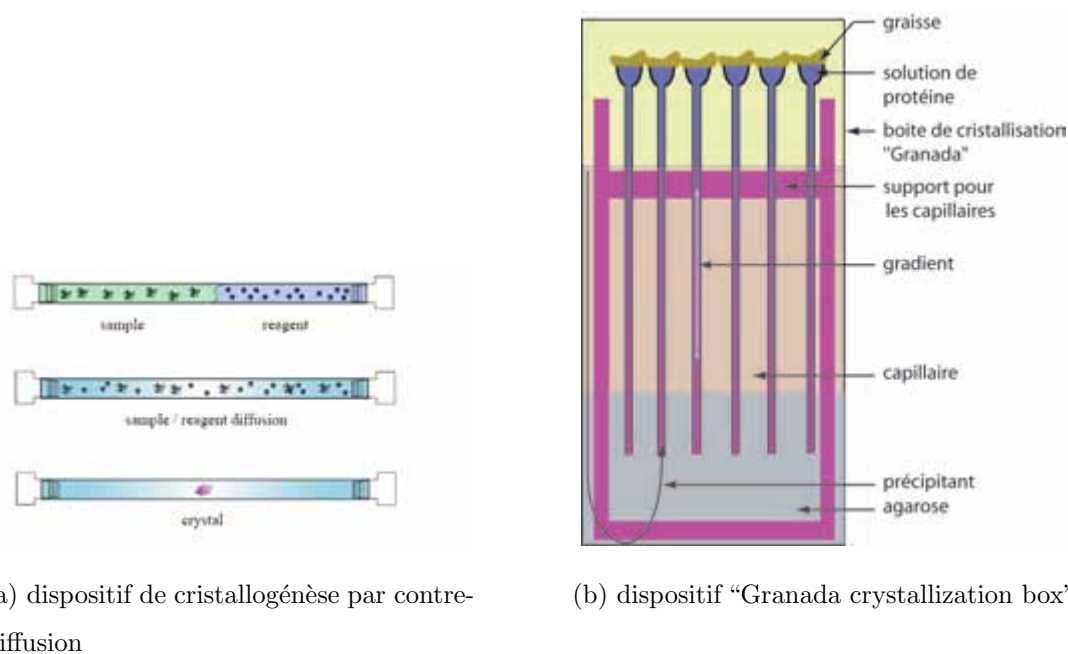 sample reagent
sample / reagent diffusion
crystal
graisse
solution de
protéine
boite de cristallisation
"Granada"
support pour
les capillaires
gradient
capillaire
précipitant
agarose
a) dispositif de cristallogénèse par contre-
iffusion
(b) dispositif “Granada crystallization box”